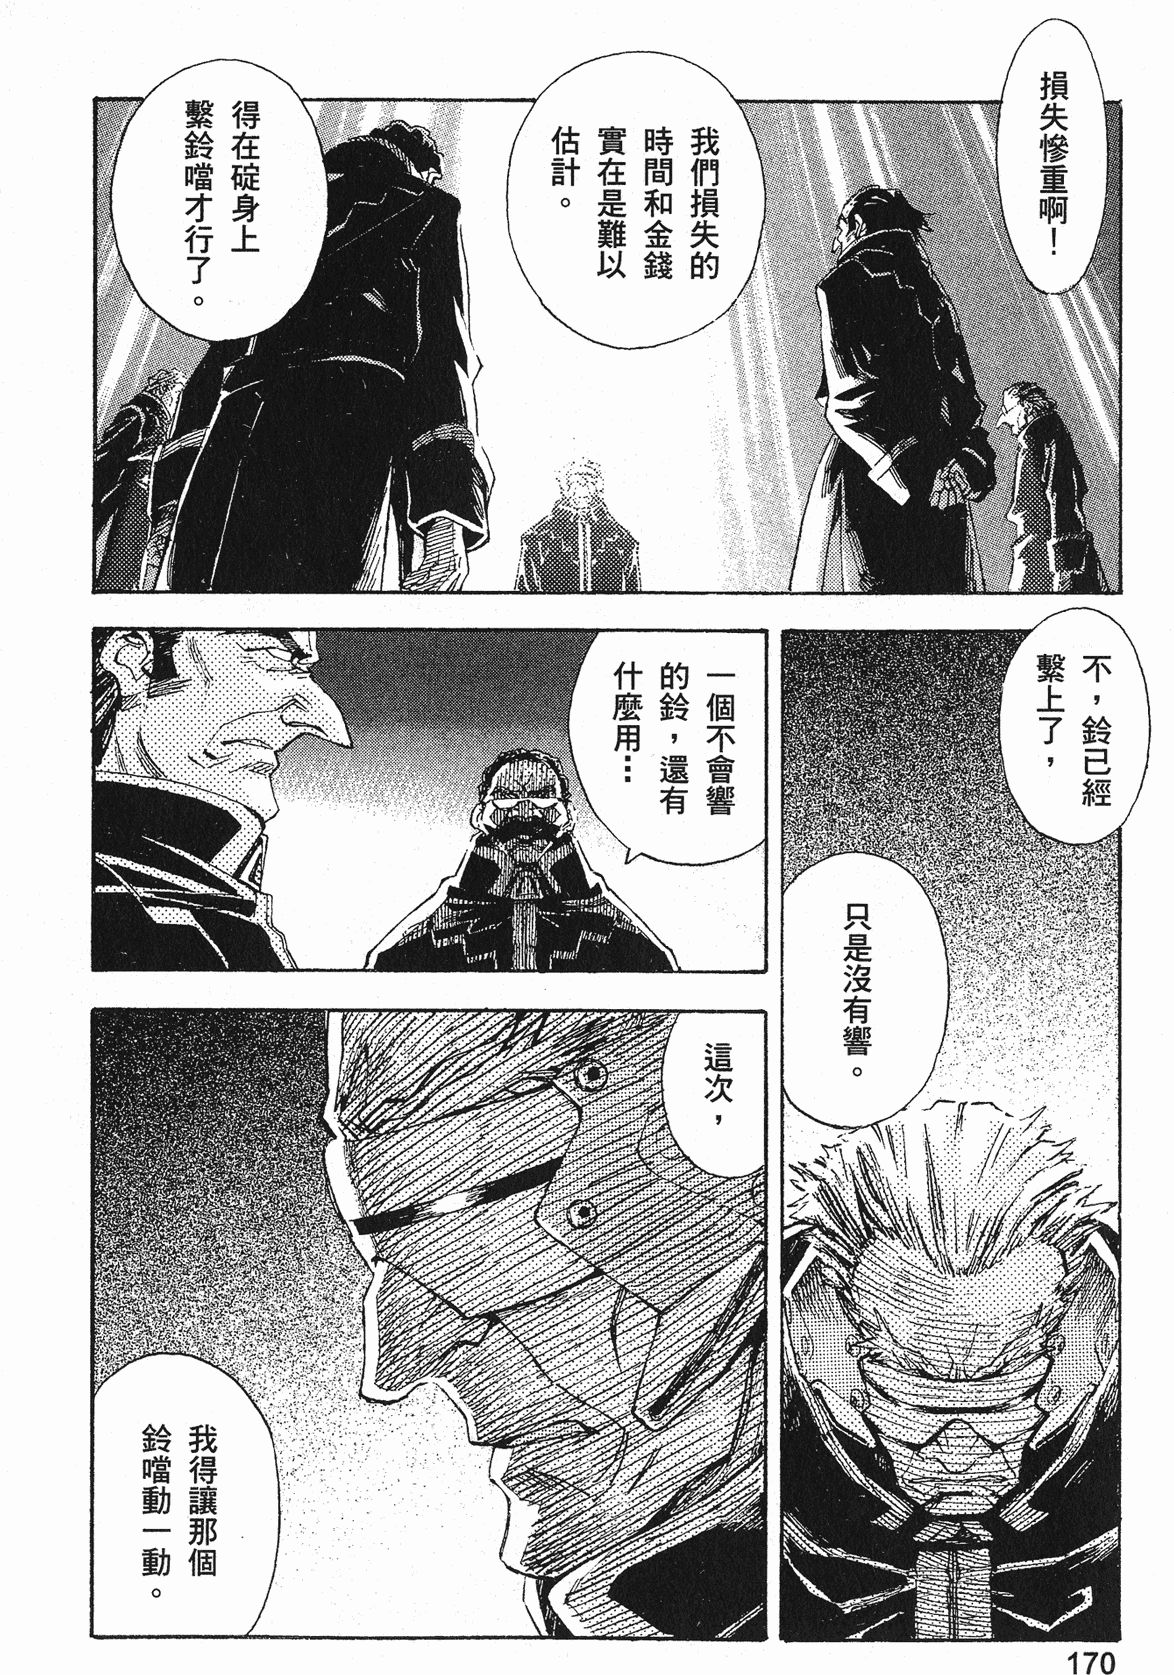 損失慘重啊！
我們損失的
時間和金錢
實在是難以
估計。
得在碇身上
繫鈴噹才行了。
不，鈴已經
繫上了，
只是沒有響。
一個不會響
的鈴，還有
什麼用…
這次，
我得讓那個
鈴噹動一動。
170